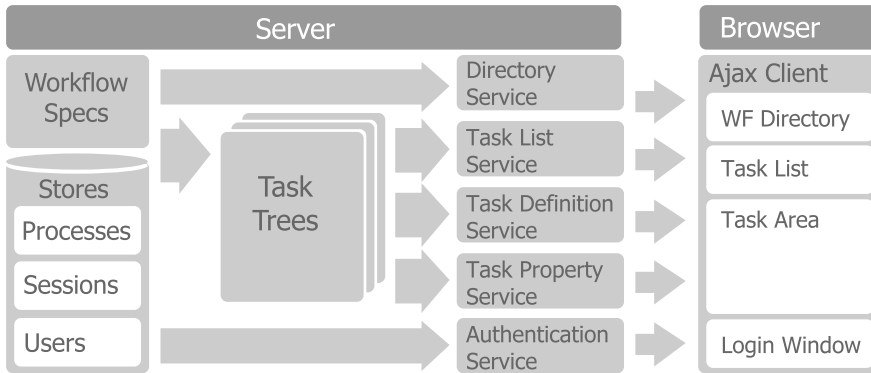 Server
Browser
Workflow
Specs
Stores
Processes
Sessions
Users
Task
Trees
Directory
Service
Task List
Service
Task Definition
Service
Task Property
Service
Authentication
Service
Ajax Client
WF Directory
Task List
Task Area
Login Window